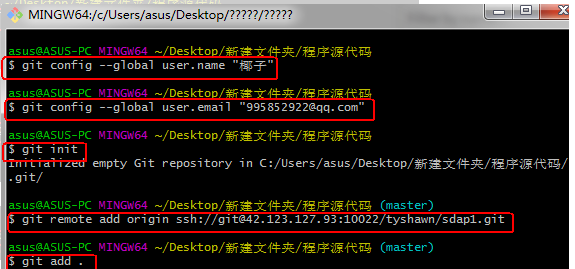 MINGW64:/c/Users/asus/Desktop/?????/?????
asus@ASUS-PC MINGW64 ~/Desktop/新建文件夹/程序源代码
$ git config --global user.name "椰子"
asus@ASUS-PC MINGW64 ~/Desktop/新建文件夹/程序源代码
$ git config --global user.email "995852922@qq.com"
asus@ASUS-PC MINGW64 ~/Desktop/新建文件夹/程序源代码
$ git init
Initialized empty Git repository in C:/Users/asus/Desktop/新建文件夹/程序源代码/
.git/
asus@ASUS-PC MINGW64 ~/Desktop/新建文件夹/程序源代码 (master)
$ git remote add origin ssh://git@42.123.127.93:10022/tyshawn/sdap1.git
asus@ASUS-PC MINGW64 ~/Desktop/新建文件夹/程序源代码 (master)
$ git add .